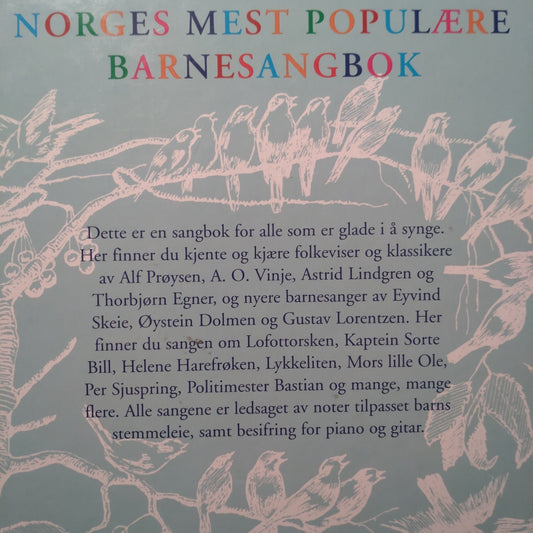 NORGES MEST POPULÆRE
BARNESANGBOK
Dette er en sangbok for alle som er glade i å synge.
Her finner du kjente og kjære folkeviser og klassikere
av Alf Prøysen, A. O. Vinje, Astrid Lindgren og
Thorbjørn Egner, og nyere barnesanger av Eyvind
Skeie, Øystein Dolmen og Gustav Lorentzen. Her
finner du sangen om Lofottorsken, Kaptein Sorte
Bill, Helene Harefrøken, Lykkeliten, Mors lille Ole,
Per Sjuspring, Politimester Bastian og mange, mange
flere. Alle sangene er ledsaget av noter tilpasset barns
stemmeleie, samt besifring for piano og gitar.